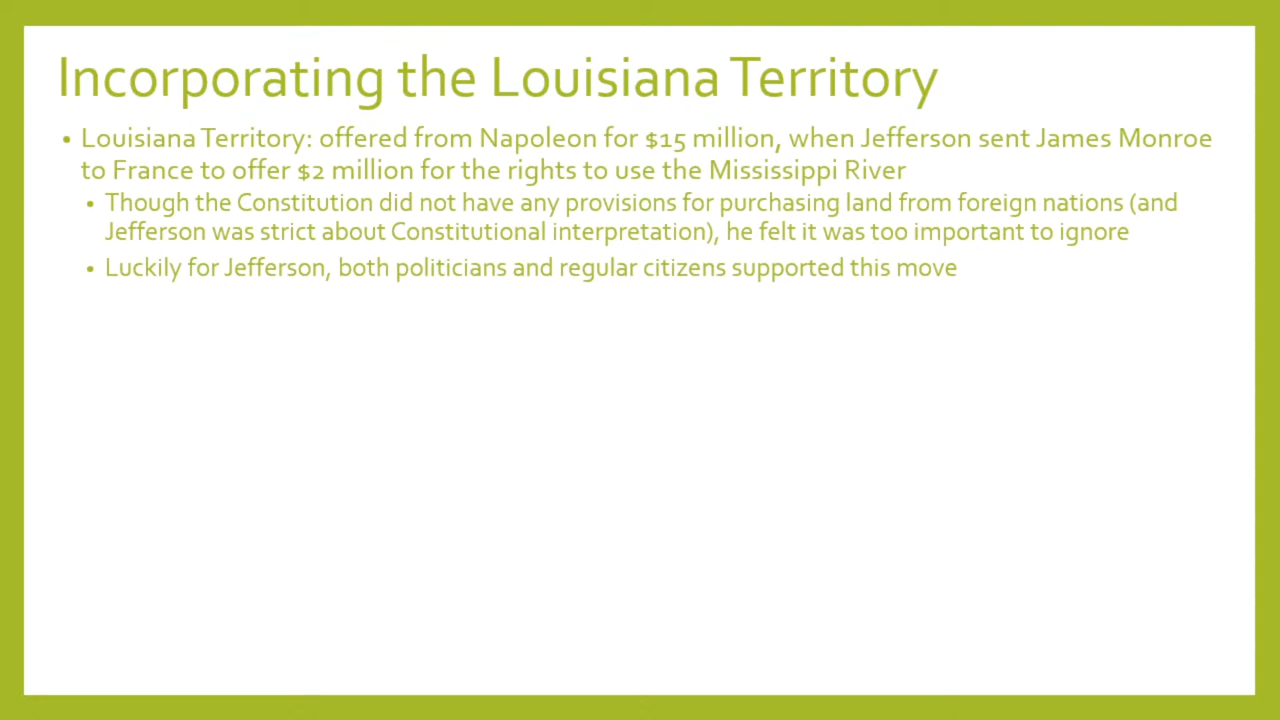 Incorporating the Louisiana Territory
• Louisiana Territory: offered from Napoleon for $15 million, when Jefferson sent James Monroe
to France to offer $2 million for the rights to use the Mississippi River
• Though the Constitution did not have any provisions for purchasing land from foreign nations (and
Jefferson was strict about Constitutional interpretation), he felt it was too important to ignore
• Luckily for Jefferson, both politicians and regular citizens supported this move